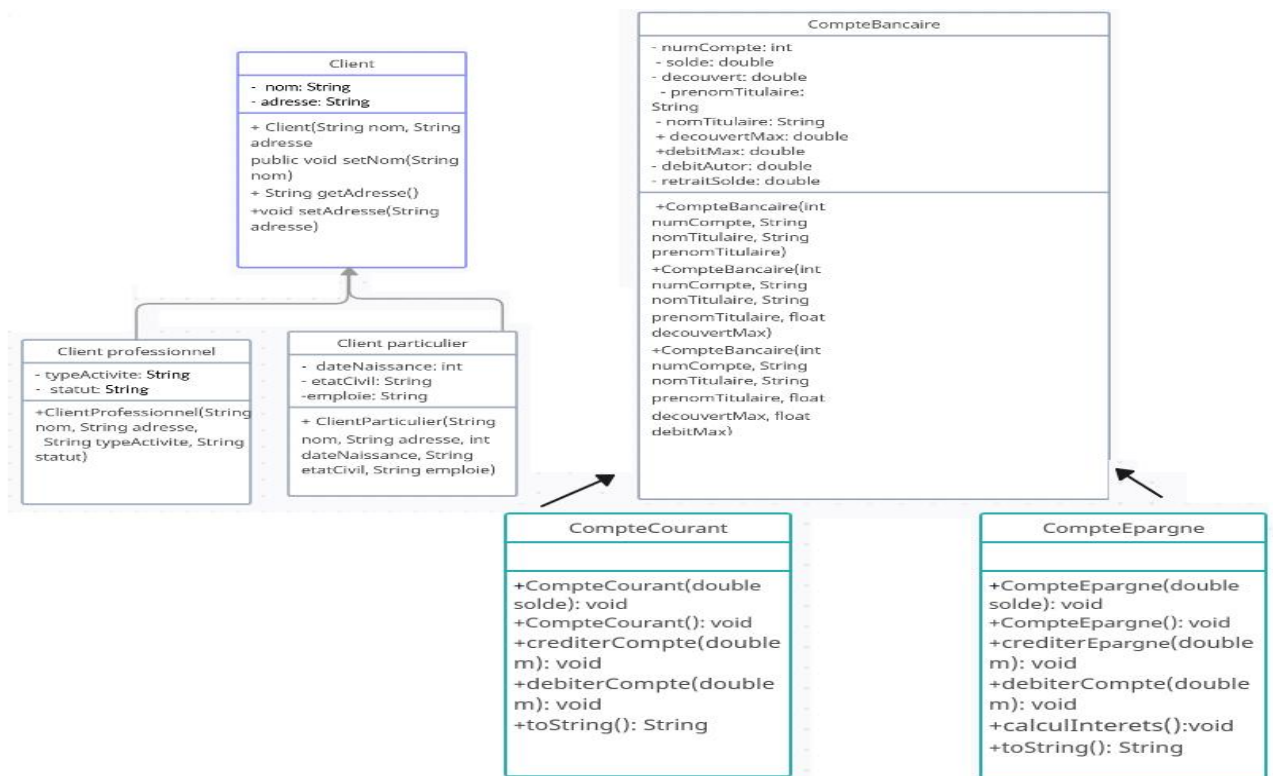 Client
- nom: String
- adresse: String
+ Client(String nom, String
adresse
public void setNom(String
nom)
+ String getAdresse()
+void setAdresse(String
adresse)
CompteBancaire
- numCompte: int
- solde: double
- decouvert: double
- prenomTitulaire:
String
- nomTitulaire: String
+ decouvertMax: double
+debitMax: double
- debitAutor: double
- retraitSolde: double
+CompteBancaire(int
numCompte, String
nomTitulaire, String
prenomTitulaire)
+CompteBancaire(int
numCompte, String
nomTitulaire, String
prenomTitulaire, float
decouvertMax)
+CompteBancaire(int
numCompte, String
nomTitulaire, String
prenomTitulaire, float
decouvertMax, float
debitMax)
Client professionnel
- typeActivite: String
- statut: String
+ClientProfessionnel(String
nom, String adresse,
String typeActivite, String
statut)
Client particulier
- dateNaissance: int
- etatCivil: String
-emploie: String
+ ClientParticulier(String
nom, String adresse, int
dateNaissance, String
etatCivil, String emploie)
CompteCourant
+CompteCourant(double
solde): void
+CompteCourant(): void
+crediterCompte(double
m): void
+debiterCompte(double
m): void
+toString(): String
CompteEpargne
+CompteEpargne(double
solde): void
+CompteEpargne(): void
+crediterEpargne(double
m): void
+debiterCompte(double
m): void
+calculInterets():void
+toString(): String